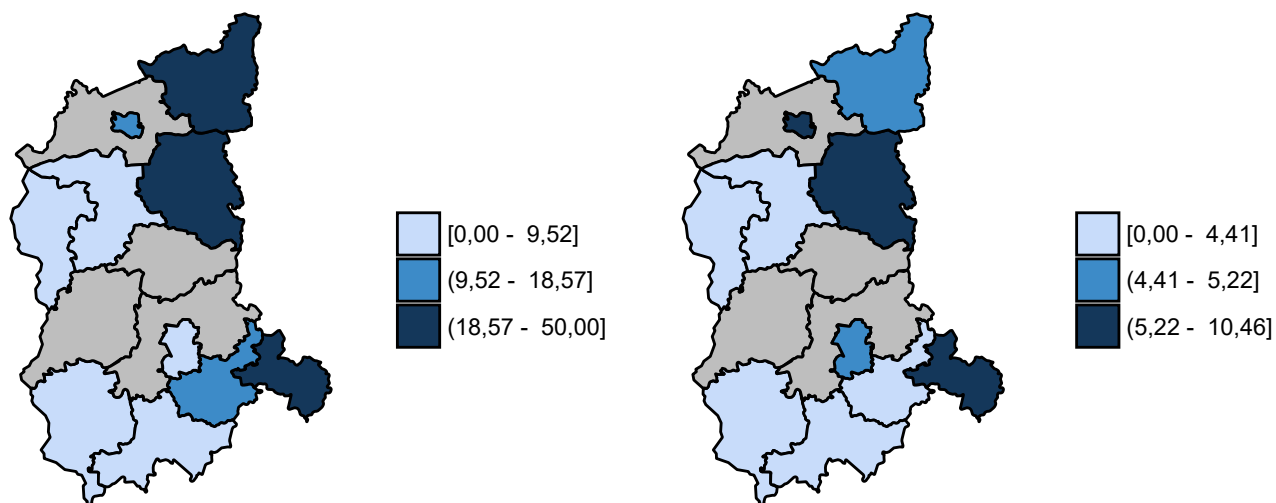 [0,00 - 9,52]
(9,52 - 18,57]
(18,57 - 50,00]
[0,00 - 4,41]
(4,41 - 5,22]
(5,22 - 10,46]